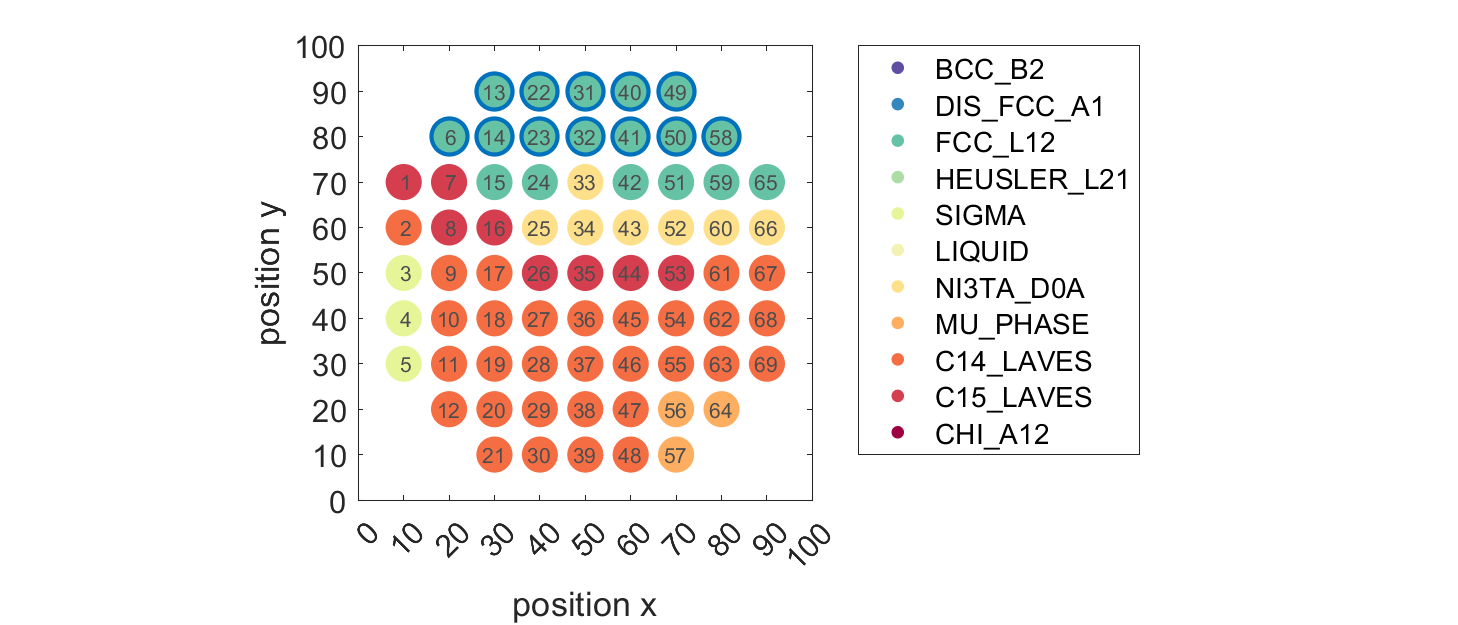 100
90
80
70
60
50
40
30
20
10
0
position y
13 22 31 40 49
6 14 23 32 41 50 58
1 7 15 24 33 42 51 59 65
2 8 16 25 34 43 52 60 66
3 9 17 26 35 44 53 61 67
4 10 18 27 36 45 54 62 68
5 11 19 28 37 46 55 63 69
12 20 29 38 47 56 64
21 30 39 48 57
0 10 20 30 40 50 60 70 80 90 100
position x
BCC_B2
DIS_FCC_A1
FCC_L12
HEUSLER_L21
SIGMA
LIQUID
NI3TA_D0A
MU_PHASE
C14_LAVES
C15_LAVES
CHI_A12